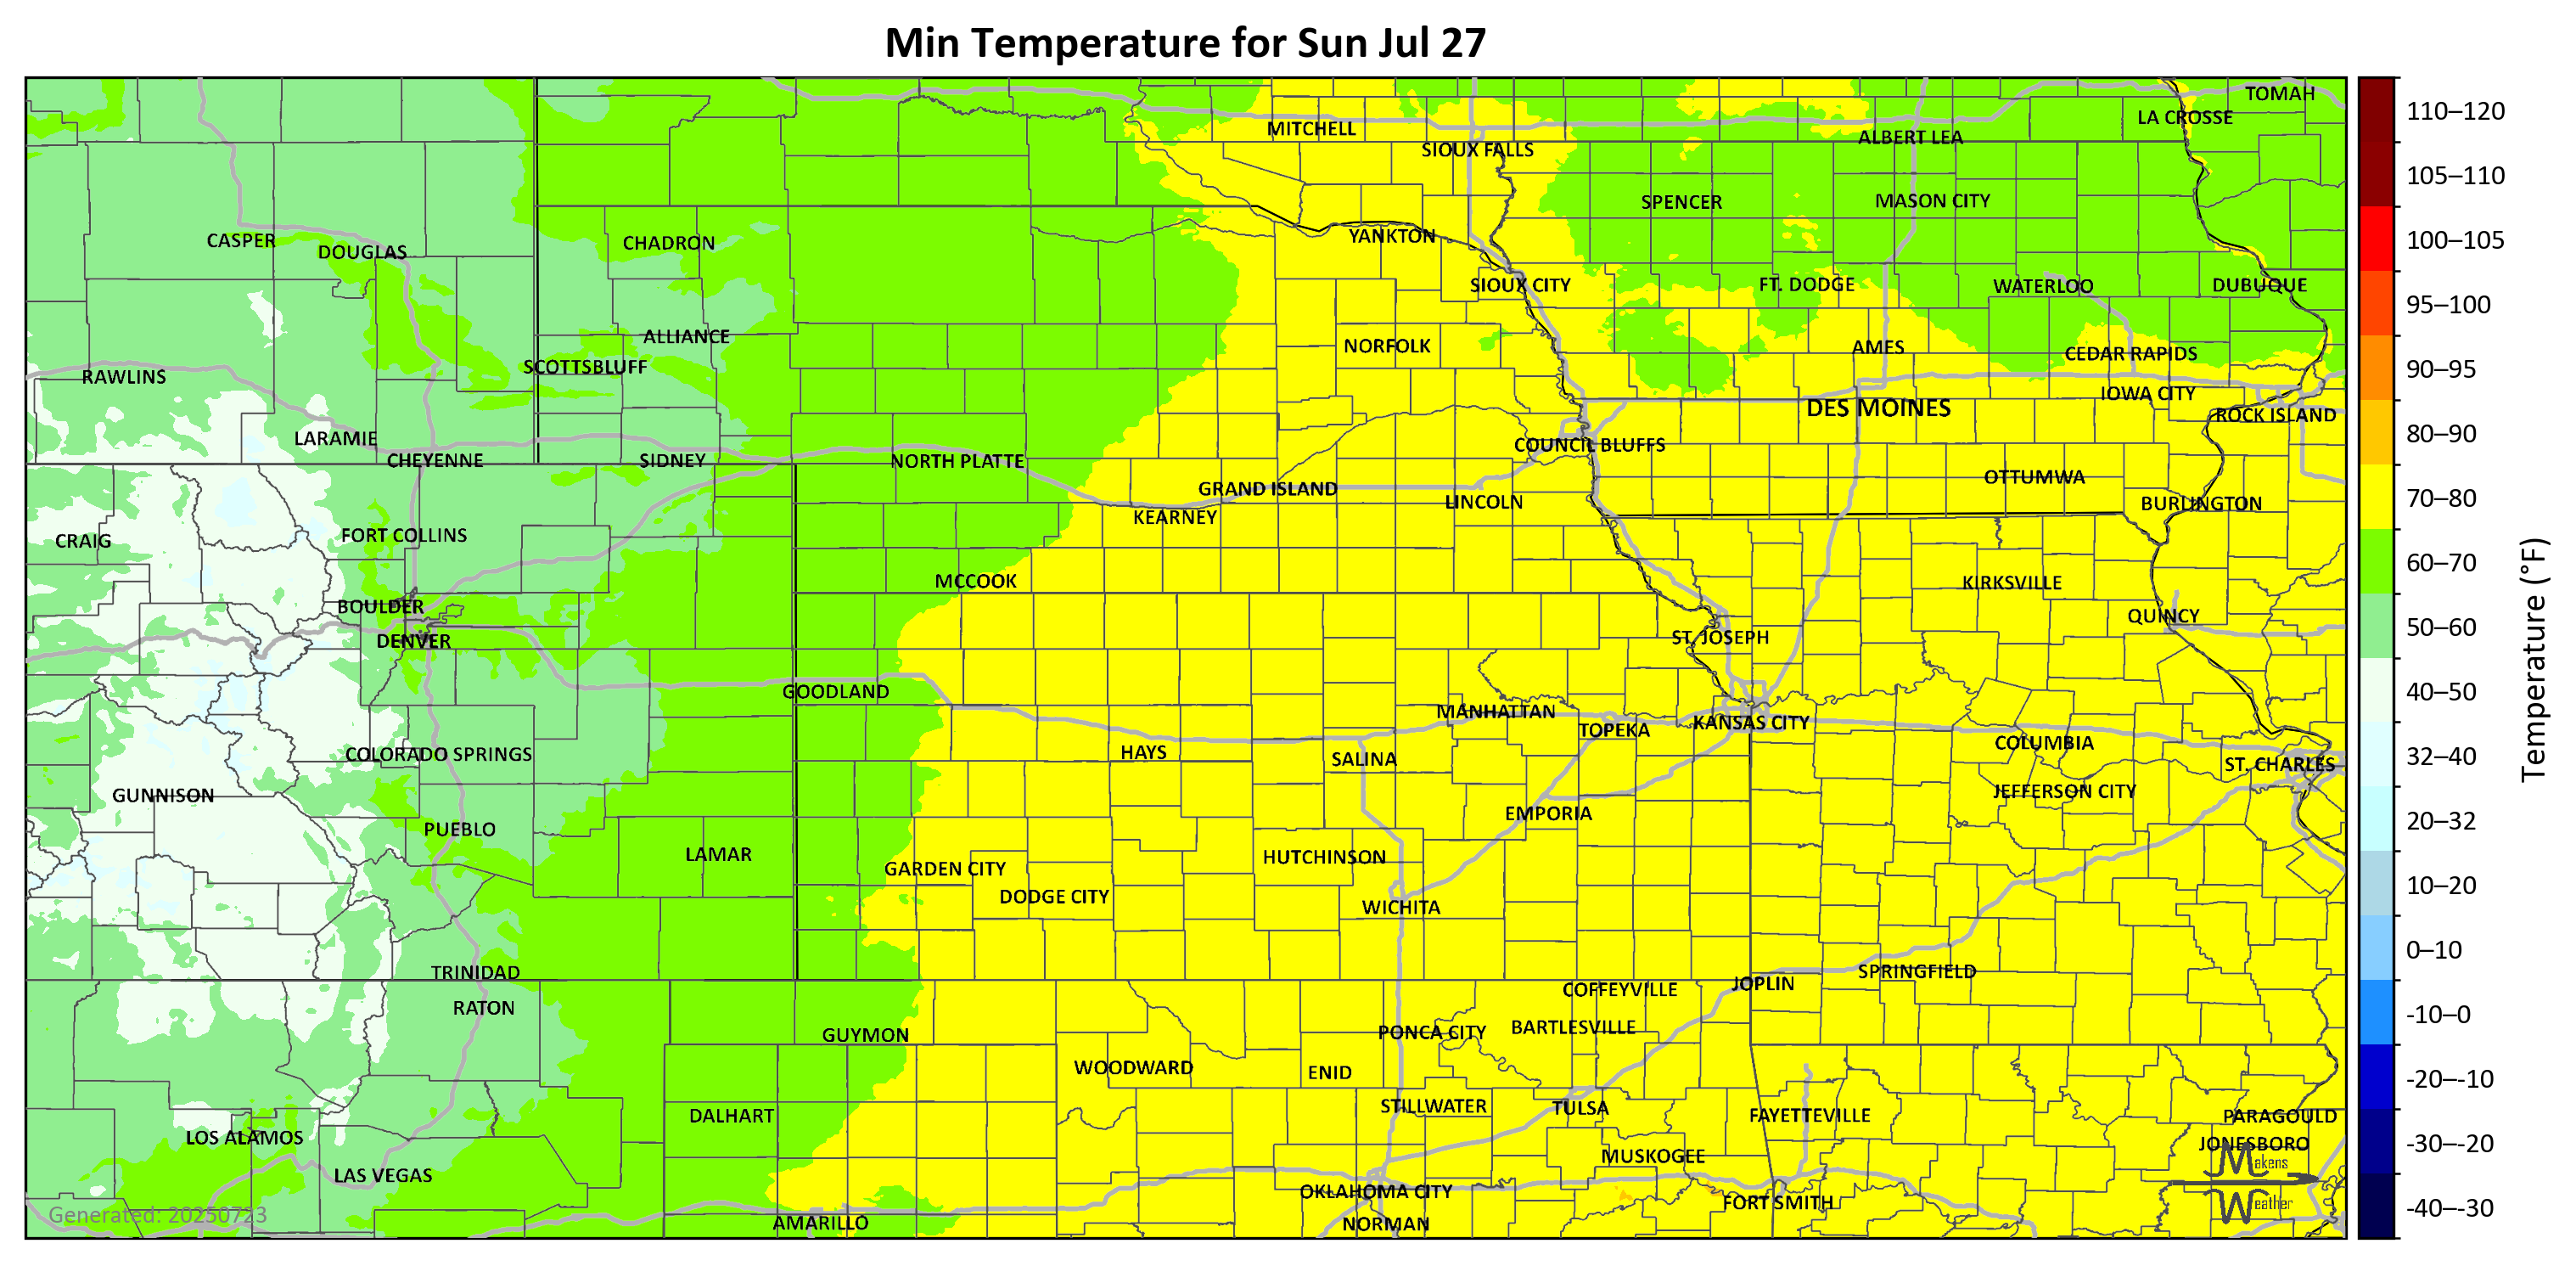 Min Temperature for Sun Jul 27
TOMAH
LA CROSSE
MITCHELL
ALBERT LEA
SIOUX FALLS
SPENCER
MASON CITY
YANKTON
CASPER
CHADRON
DOUGLAS
SIOUX CITY
FT. DODGE
WATERLOO
DUBUQUE
ALLIANCE
NORFOLK
AMES
CEDAR RAPIDS
SCOTTSBLUFF
RAWLINS
IOWA CITY
DES MOINES
ROCK ISLAND
LARAMIE
COUNCIL BLUFFS
CHEYENNE
SIDNEY
NORTH PLATTE
OTTUMWA
GRAND ISLAND
LINCOLN
BURLINGTON
KEARNEY
FORT COLLINS
CRAIG
MCCOOK
KIRKSVILLE
BOULDER
QUINCY
DENVER
ST. JOSEPH
GOODLAND
MANHATTAN
KANSAS CITY
TOPEKA
COLUMBIA
COLORADO SPRINGS
HAYS
SALINA
ST. CHARLES
GUNNISON
JEFFERSON CITY
EMPORIA
PUEBLO
LAMAR
HUTCHINSON
GARDEN CITY
DODGE CITY
WICHITA
TRINIDAD
SPRINGFIELD
JOPLIN
COFFEYVILLE
RATON
BARTLESVILLE
PONCA CITY
GUYMON
WOODWARD
ENID
STILLWATER
TULSA
DALHART
FAYETTEVILLE
PARAGOULD
LOS ALAMOS
JONESBORO
MUSKOGEE
LAS VEGAS
OKLAHOMA CITY
FORT SMITH
AMARILLO
NORMAN
Generated: 20250723
Makens
Weather
110–120
105–110
100–105
95–100
90–95
80–90
70–80
60–70
50–60
40–50
32–40
20–32
10–20
0–10
-10–0
-20–-10
-30–-20
-40–-30
Temperature (°F)